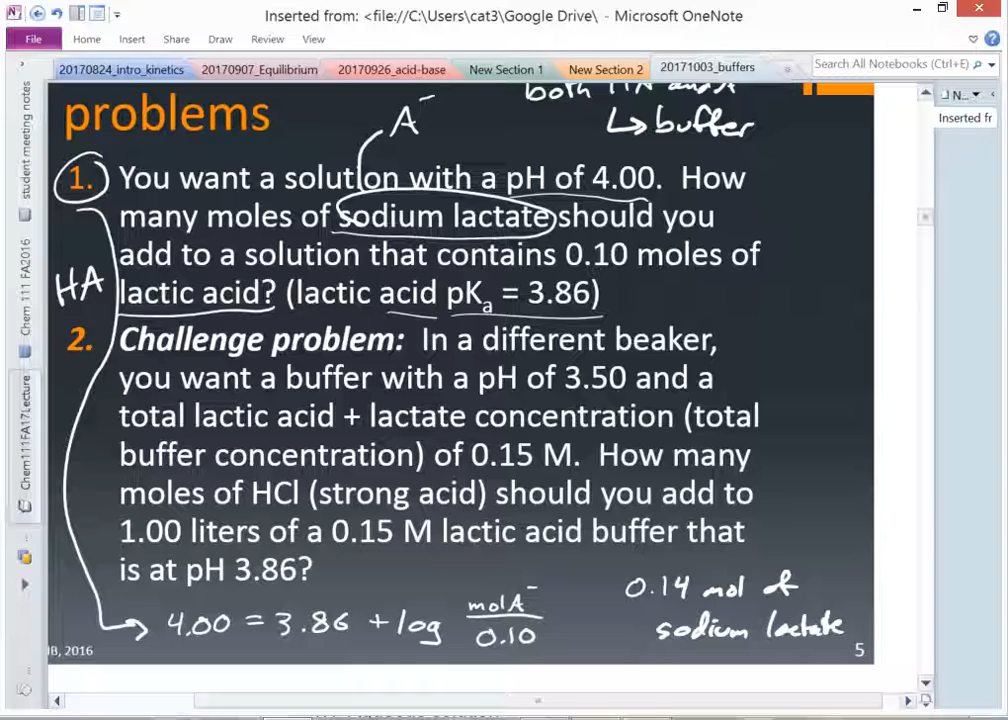 Inserted from: <file://C:\Users\cat3\Google Drive\ - Microsoft OneNote
File Home Insert Share Draw Review View
20170824_intro_kinetics 20170907_Equilibrium 20170926_acid-base New Section 1 New Section 2 20171003_buffers Search All Notebooks (Ctrl+E)
N...
Inserted fr
student meeting notes
Chem 111 FA2016
Chem111FA17Lecture
both HA and A
↳ buffer
problems
A⁻
1. You want a solution with a pH of 4.00. How
many moles of sodium lactate should you
add to a solution that contains 0.10 moles of
HA
lactic acid? (lactic acid pKₐ = 3.86)
2. Challenge problem: In a different beaker,
you want a buffer with a pH of 3.50 and a
total lactic acid + lactate concentration (total
buffer concentration) of 0.15 M. How many
moles of HCl (strong acid) should you add to
1.00 liters of a 0.15 M lactic acid buffer that
is at pH 3.86?
4.00 = 3.86 + log molA⁻ / 0.10
0.14 mol of
sodium lactate
IB, 2016
5